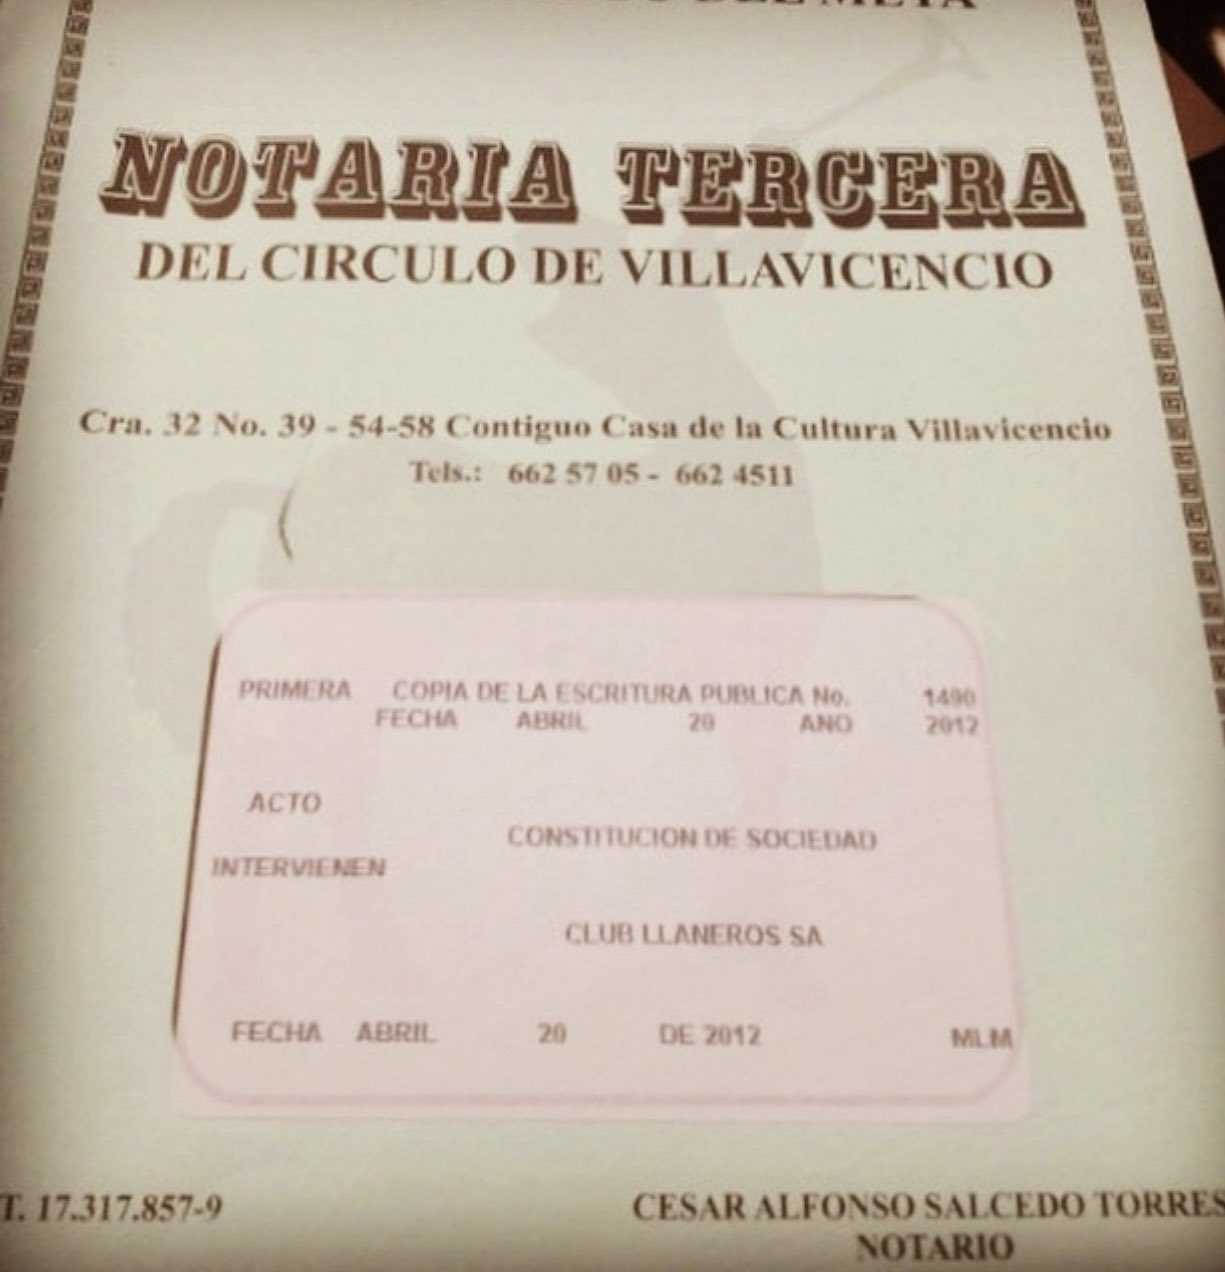 DEL META
NOTARIA TERCERA
DEL CIRCULO DE VILLAVICENCIO
Cra. 32 No. 39 - 54-58 Contiguo Casa de la Cultura Villavicencio
Tels.: 662 57 05 - 662 4511
PRIMERA COPIA DE LA ESCRITURA PUBLICA No. 1490
FECHA ABRIL 20 ANO 2012
ACTO
CONSTITUCION DE SOCIEDAD
INTERVIENEN
CLUB LLANEROS SA
FECHA ABRIL 20 DE 2012 MLM
T. 17.317.857-9
CESAR ALFONSO SALCEDO TORRES
NOTARIO